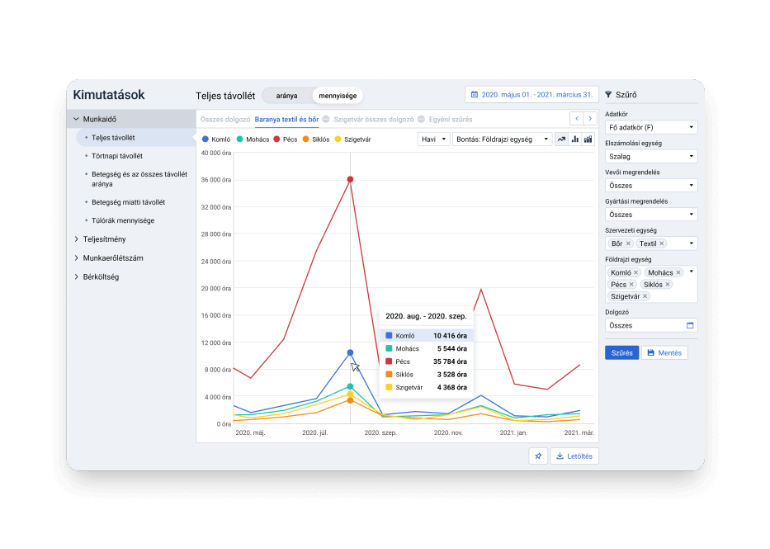 Kimutatások
Munkaidő
Teljes távollét
Törtnapi távollét
Betegség és az összes távollét
aránya
Betegség miatti távollét
Túlórák mennyisége
Teljesítmény
Munkaerőlétszám
Bérköltség
Teljes távollét
aránya
mennyisége
2020. május 01. - 2021. március 31.
Összes dolgozó
Baranya textil és bőr
Szigetvár összes dolgozó
Egyéni szűrés
Komló
Mohács
Pécs
Siklós
Szigetvár
Havi
Bontás: Földrajzi egység
40 000 óra
36 000 óra
32 000 óra
28 000 óra
24 000 óra
20 000 óra
16 000 óra
12 000 óra
8 000 óra
4 000 óra
0 óra
2020. máj.
2020. júl.
2020. szep.
2020. nov.
2021. jan.
2021. már.
2020. aug. - 2020. szep.
Komló 10 416 óra
Mohács 5 544 óra
Pécs 35 784 óra
Siklós 3 528 óra
Szigetvár 4 368 óra
Letöltés
Szűrő
Adatkör
Fő adatkör (F)
Elszámolási egység
Szalag
Vevői megrendelés
Összes
Gyártási megrendelés
Összes
Szervezeti egység
Bőr × Textil ×
Földrajzi egység
Komló × Mohács ×
Pécs × Siklós ×
Szigetvár ×
Dolgozó
Összes
Szűrés
Mentés